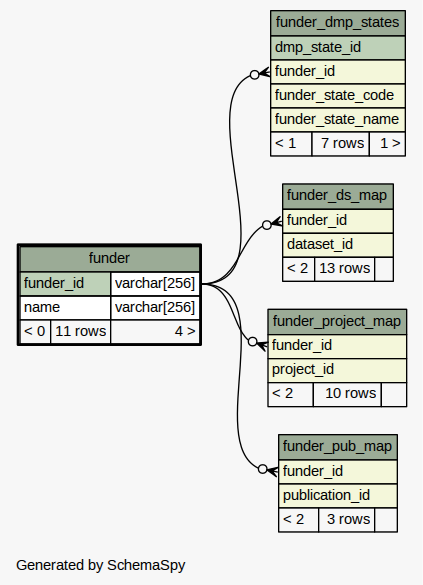 funder_dmp_states
dmp_state_id
funder_id
funder_state_code
funder_state_name
< 1 7 rows 1 >
funder_ds_map
funder_id
dataset_id
< 2 13 rows
funder
funder_id varchar[256]
name varchar[256]
< 0 11 rows 4 >
funder_project_map
funder_id
project_id
< 2 10 rows
funder_pub_map
funder_id
publication_id
< 2 3 rows
Generated by SchemaSpy